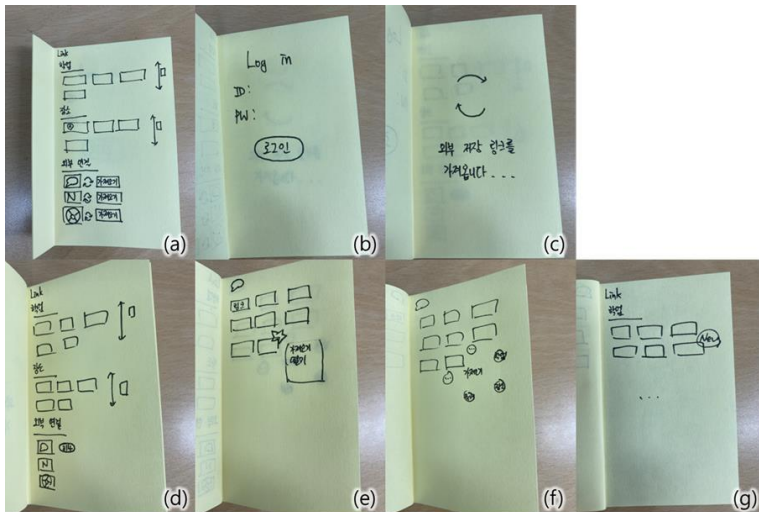 Link
학업
장소
외부 연결
가져오기
가져오기
가져오기
(a)
Log in
ID:
PW:
로그인
(b)
외부 저장 링크를
가져옵니다...
(c)
Link
학업
장소
외부 연결
(d)
링크
가져오기
(e)
가져오기
(f)
Link
학업
New
...
(g)